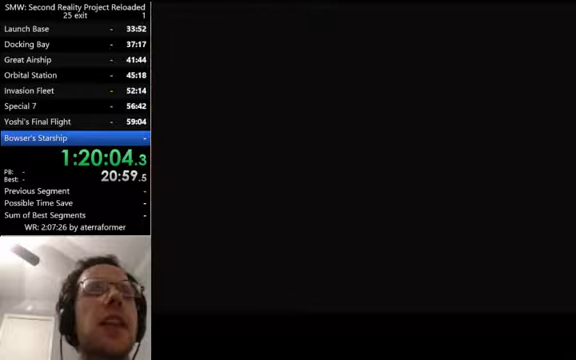 SMW: Second Reality Project Reloaded
25 exit 1
Launch Base - 33:52
Docking Bay - 37:17
Great Airship - 41:44
Orbital Station - 45:18
Invasion Fleet - 52:14
Special 7 - 56:42
Yoshi's Final Flight - 59:04
Bowser's Starship -
1:20:04.3
PB: -
Best: -
20:59.5
Previous Segment -
Possible Time Save -
Sum of Best Segments -
WR: 2:07:26 by aterraformer